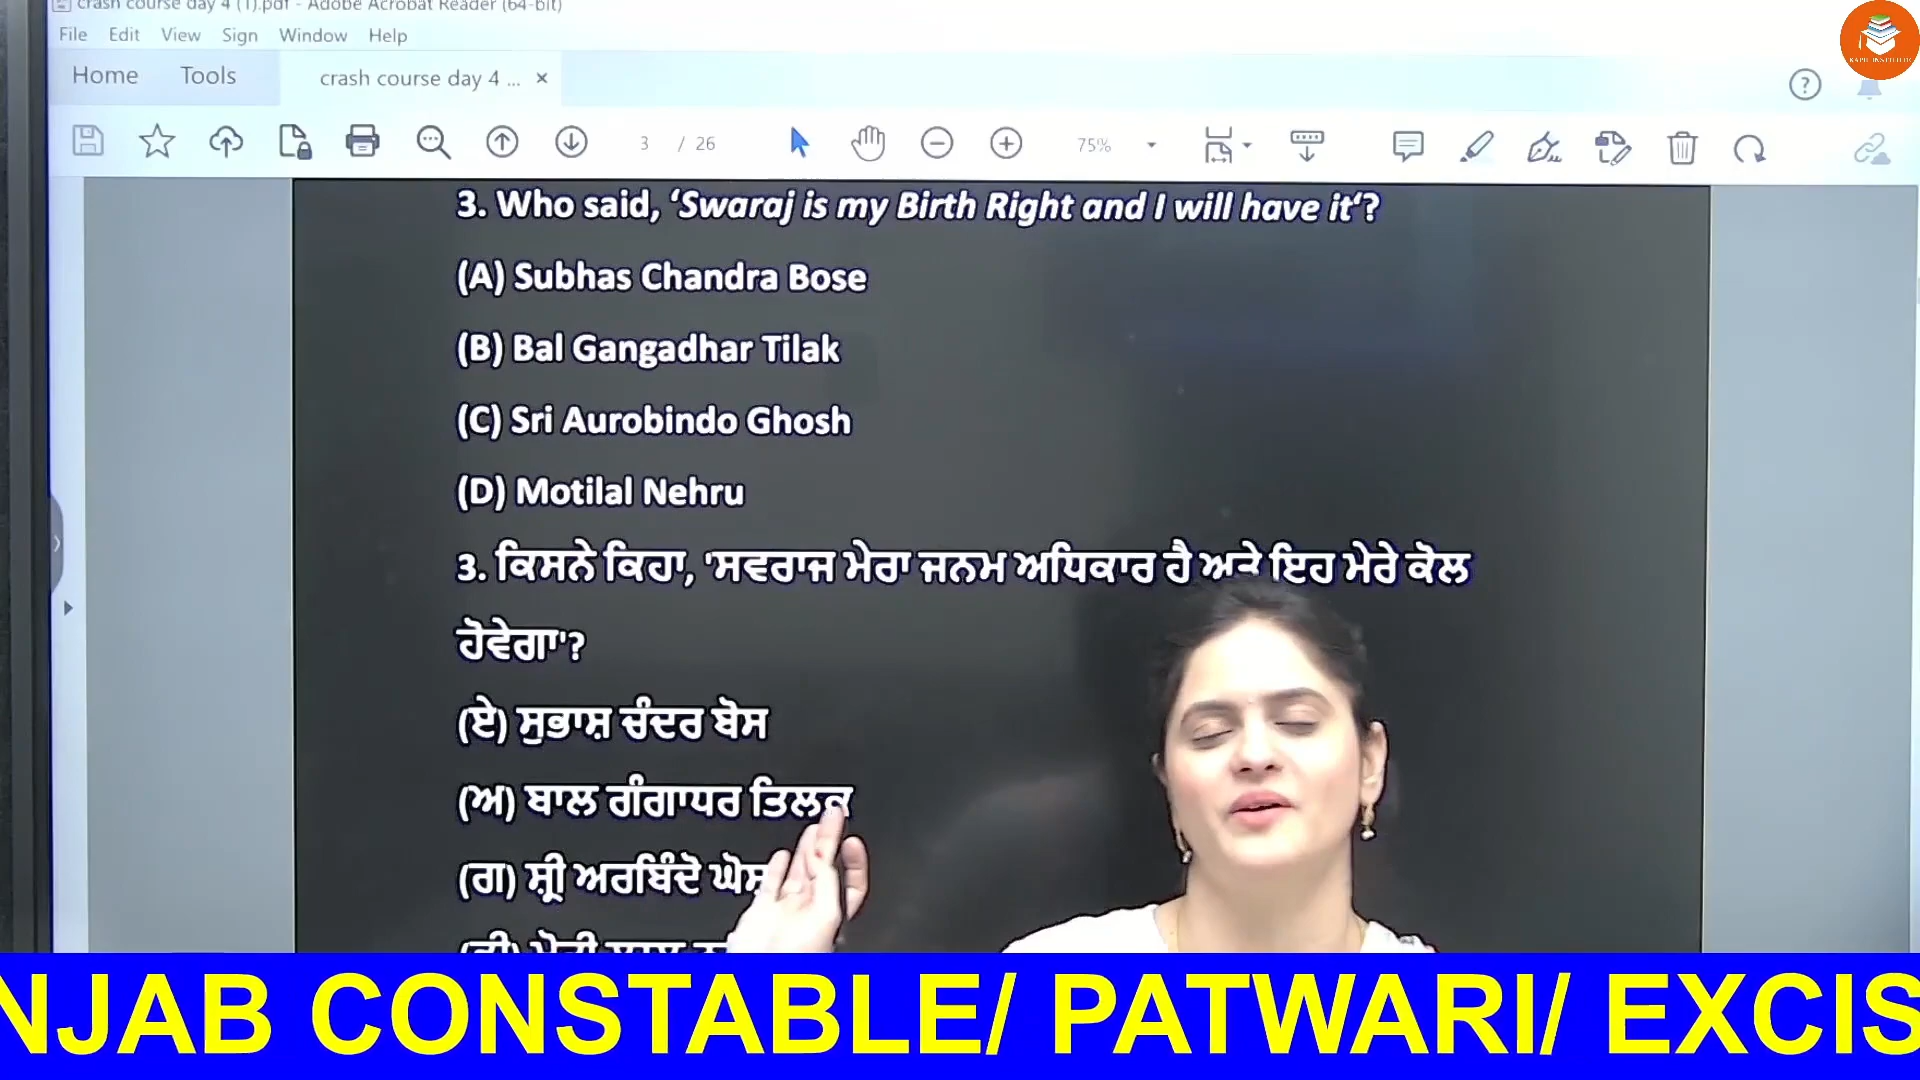 crash course day 4 (1).pdf - Adobe Acrobat Reader (64-bit)
File Edit View Sign Window Help
Home Tools crash course day 4 ...
3 / 26 75%
3. Who said, ‘Swaraj is my Birth Right and I will have it‘?
(A) Subhas Chandra Bose
(B) Bal Gangadhar Tilak
(C) Sri Aurobindo Ghosh
(D) Motilal Nehru
3. ਕਿਸਨੇ ਕਿਹਾ, 'ਸਵਰਾਜ ਮੇਰਾ ਜਨਮ ਅਧਿਕਾਰ ਹੈ ਅਤੇ ਇਹ ਮੇਰੇ ਕੋਲ
ਹੋਵੇਗਾ'?
(ਏ) ਸੁਭਾਸ਼ ਚੰਦਰ ਬੋਸ
(ਅ) ਬਾਲ ਗੰਗਾਧਰ ਤਿਲਕ
(ਗ) ਸ਼੍ਰੀ ਅਰਬਿੰਦੋ ਘੋਸ਼
NJAB CONSTABLE/ PATWARI/ EXCIS